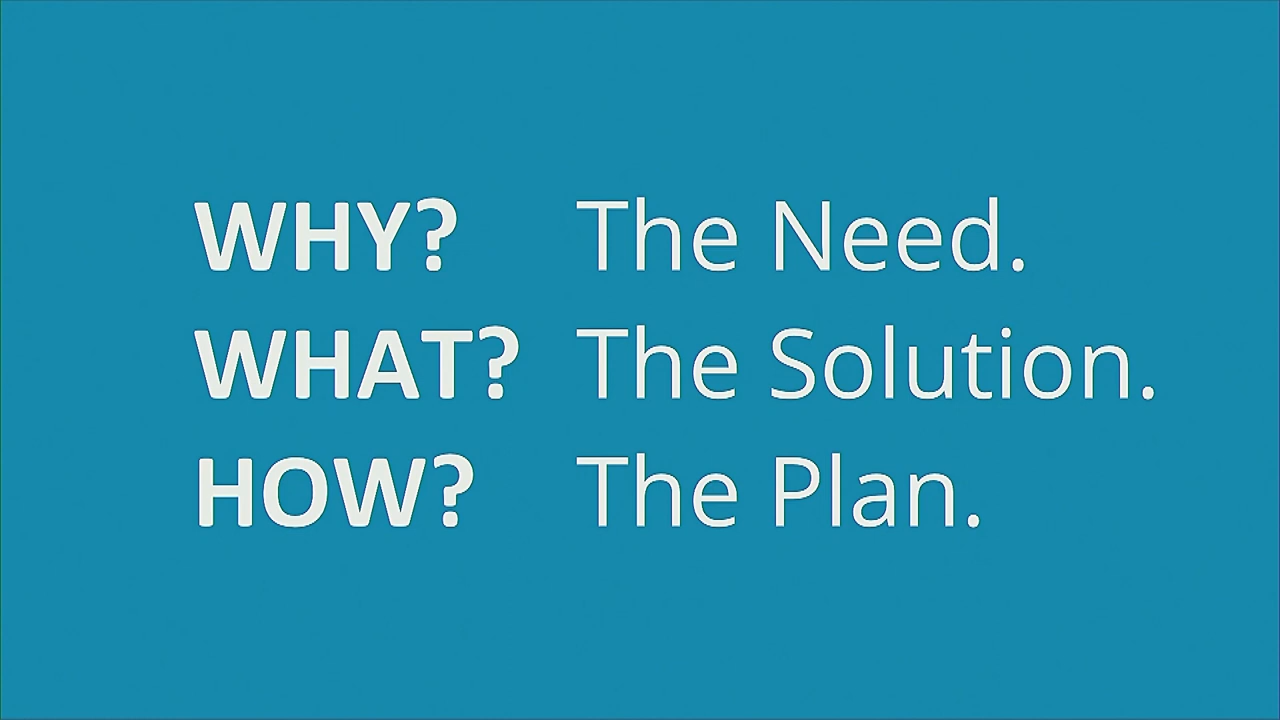 WHY? The Need.
WHAT? The Solution.
HOW? The Plan.